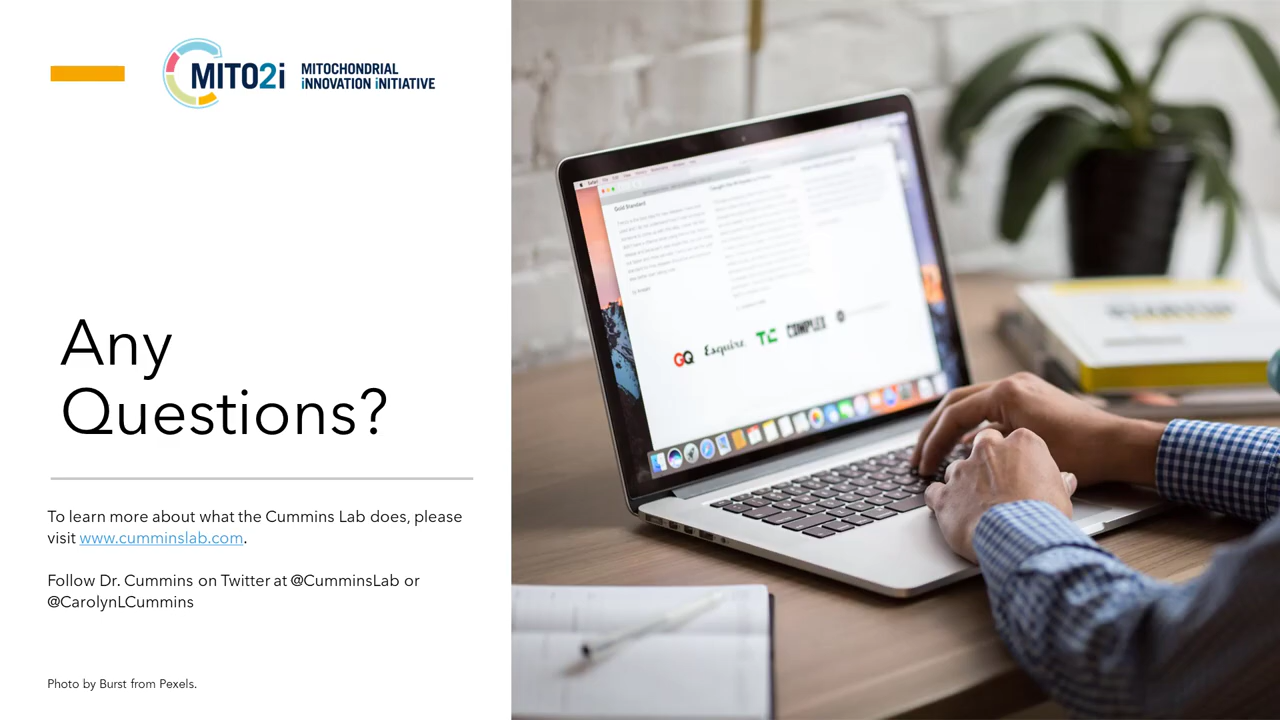 MITO2i
MITOCHONDRIAL
iNNOVATION iNITIATIVE
Any
Questions?
To learn more about what the Cummins Lab does, please
visit www.cumminslab.com.
Follow Dr. Cummins on Twitter at @CumminsLab or
@CarolynLCummins
Photo by Burst from Pexels.
Gold Standard
GQ
Esquire
TC
COMPLEX